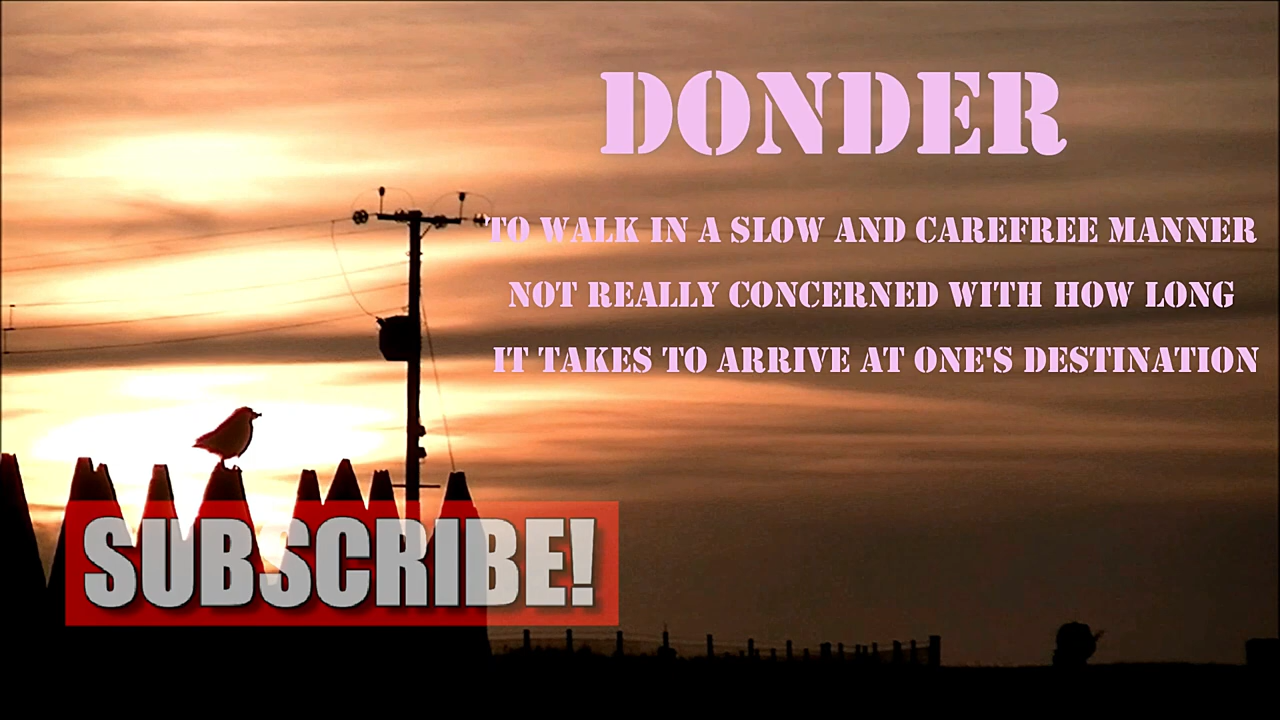 DONDER
TO WALK IN A SLOW AND CAREFREE MANNER
NOT REALLY CONCERNED WITH HOW LONG
IT TAKES TO ARRIVE AT ONE'S DESTINATION
SUBSCRIBE!